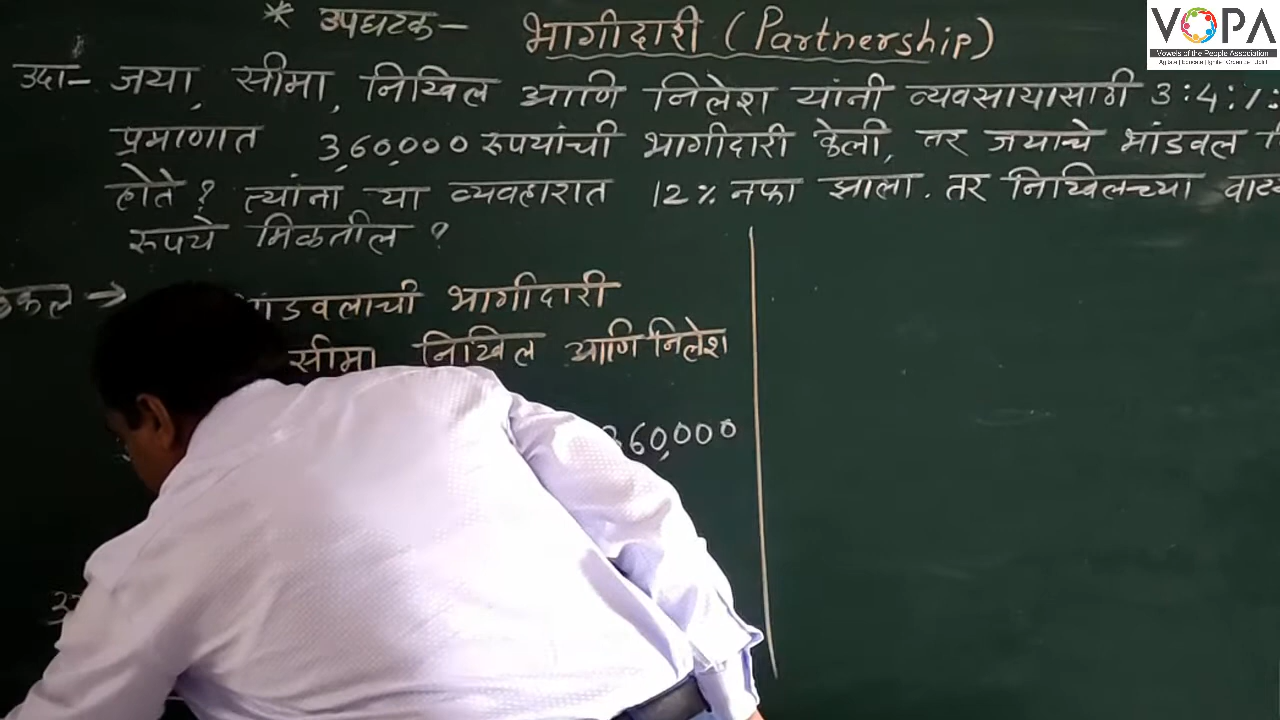 * उपघटक - भागीदारी (Partnership)
VOPA
Vowels of the People Association
उदा- जया, सीमा, निखिल आणि निलेश यांनी व्यवसायासाठी 3:4:
प्रमाणात 3,60,000 रुपयांची भागीदारी केली, तर जयाचे भांडवल
होते? त्यांना या व्यवहारात 12% नफा झाला. तर निखिलच्या
रुपये मिळतील ?
→ भागीदारी
सीमा निखिल आणि निलेश
60,000